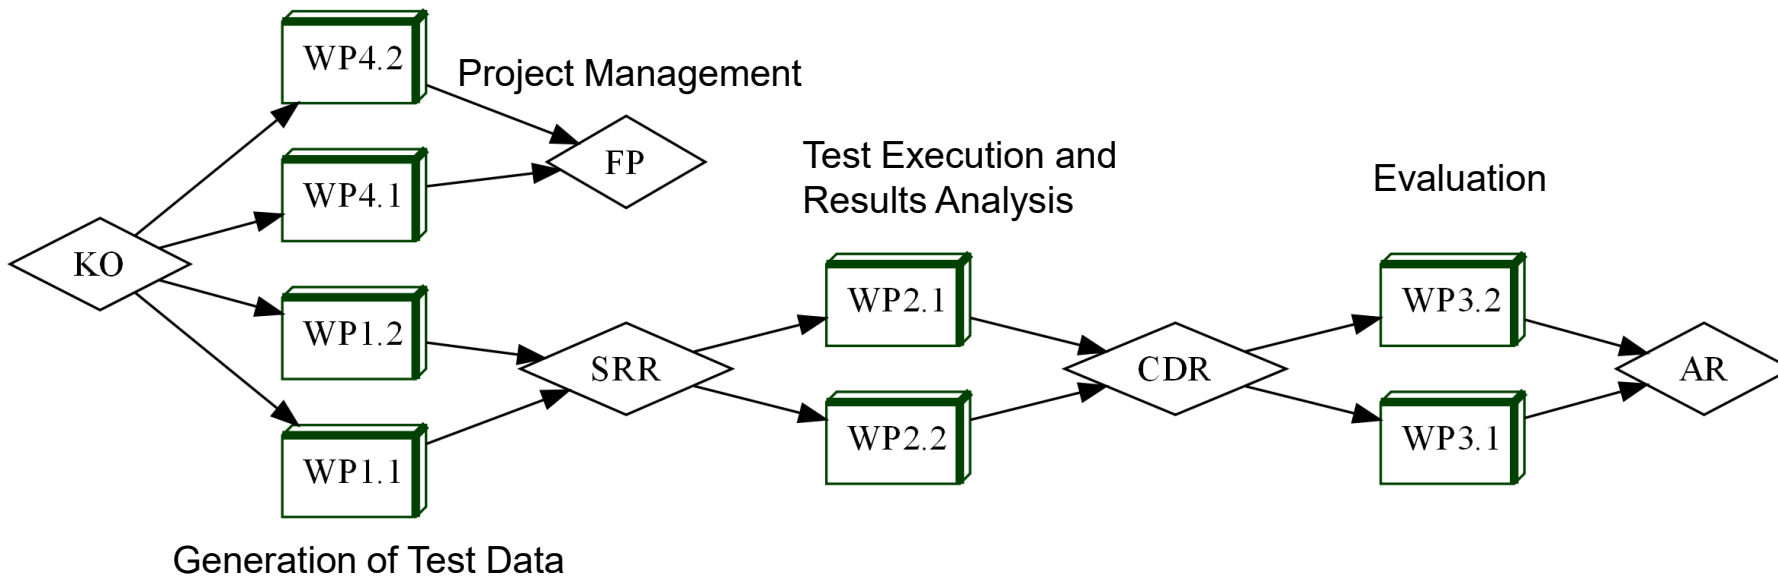 WP4.2
Project Management
FP
WP4.1
KO
Test Execution and
Results Analysis
Evaluation
WP1.2
SRR
WP2.1
CDR
WP3.2
AR
WP1.1
WP2.2
WP3.1
Generation of Test Data